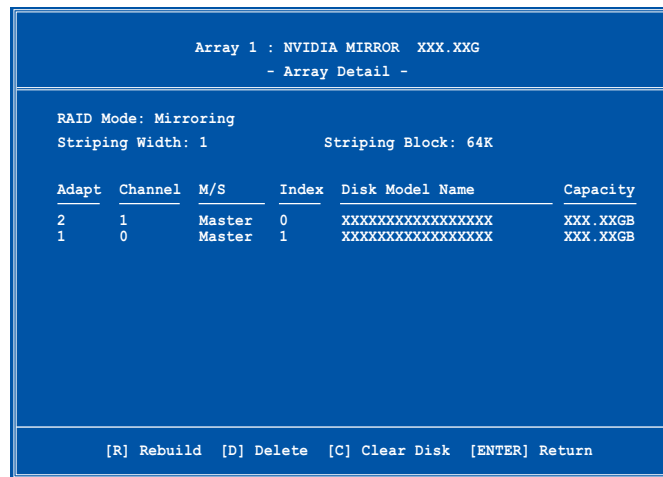 Array 1 : NVIDIA MIRROR XXX.XXG
- Array Detail -
RAID Mode: Mirroring
Striping Width: 1 Striping Block: 64K
Adapt Channel M/S Index Disk Model Name Capacity
2 1 Master 0 XXXXXXXXXXXXXXXXX XXX.XXGB
1 0 Master 1 XXXXXXXXXXXXXXXXX XXX.XXGB
[R] Rebuild [D] Delete [C] Clear Disk [ENTER] Return